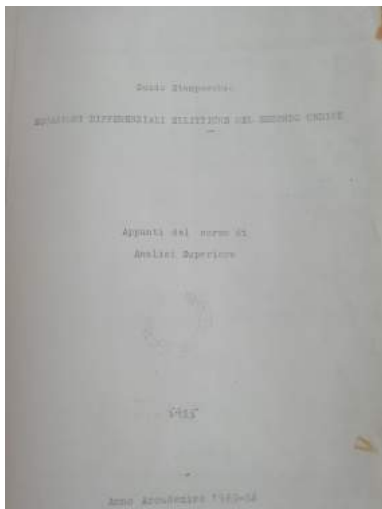 Guido Stampacchia
EQUAZIONI DIFFERENZIALI ELLITTICHE DEL SECONDO ORDINE
Appunti del corso di
Analisi Superiore
Anno Accademico